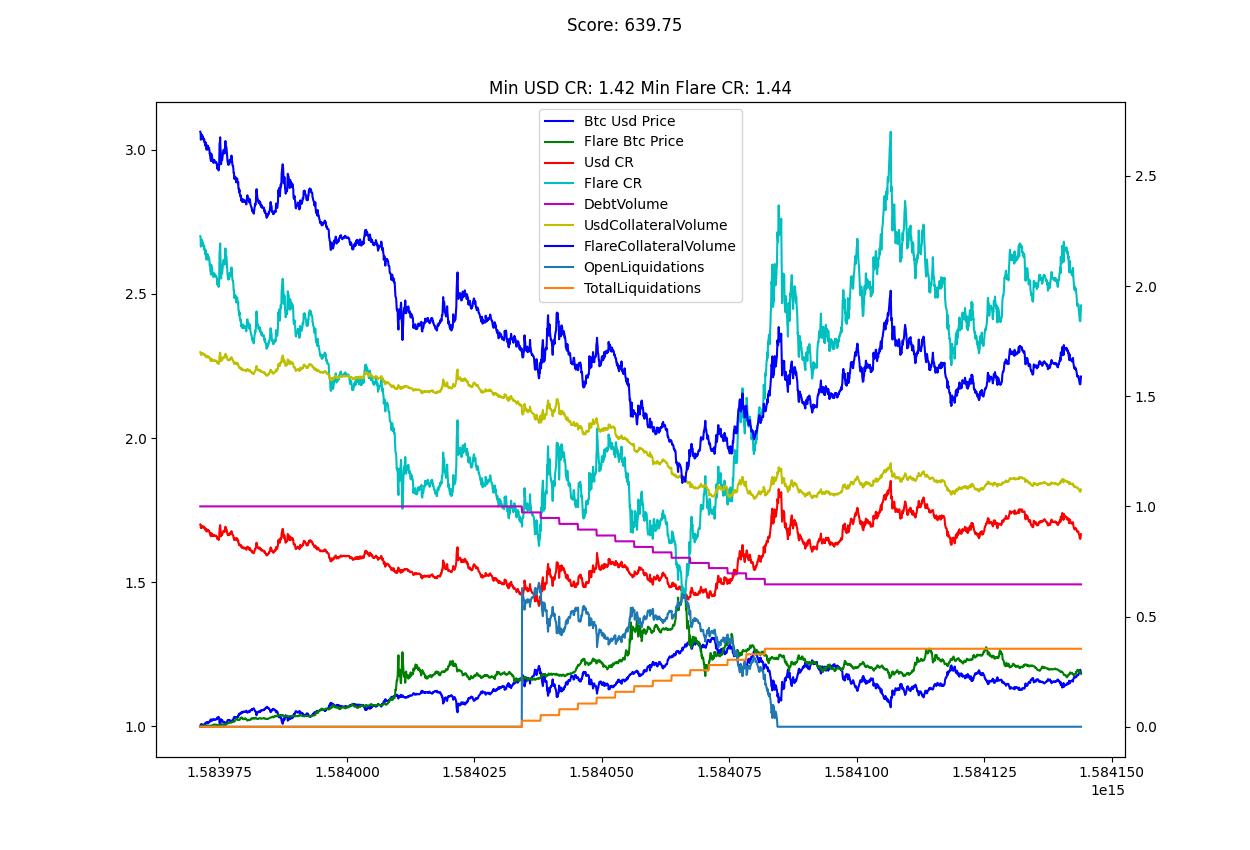 Score: 639.75
Min USD CR: 1.42 Min Flare CR: 1.44
Btc Usd Price
Flare Btc Price
Usd CR
Flare CR
DebtVolume
UsdCollateralVolume
FlareCollateralVolume
OpenLiquidations
TotalLiquidations
3.0
2.5
2.0
1.5
1.0
2.5
2.0
1.5
1.0
0.5
0.0
1.583975 1.584000 1.584025 1.584050 1.584075 1.584100 1.584125 1.584150
1e15